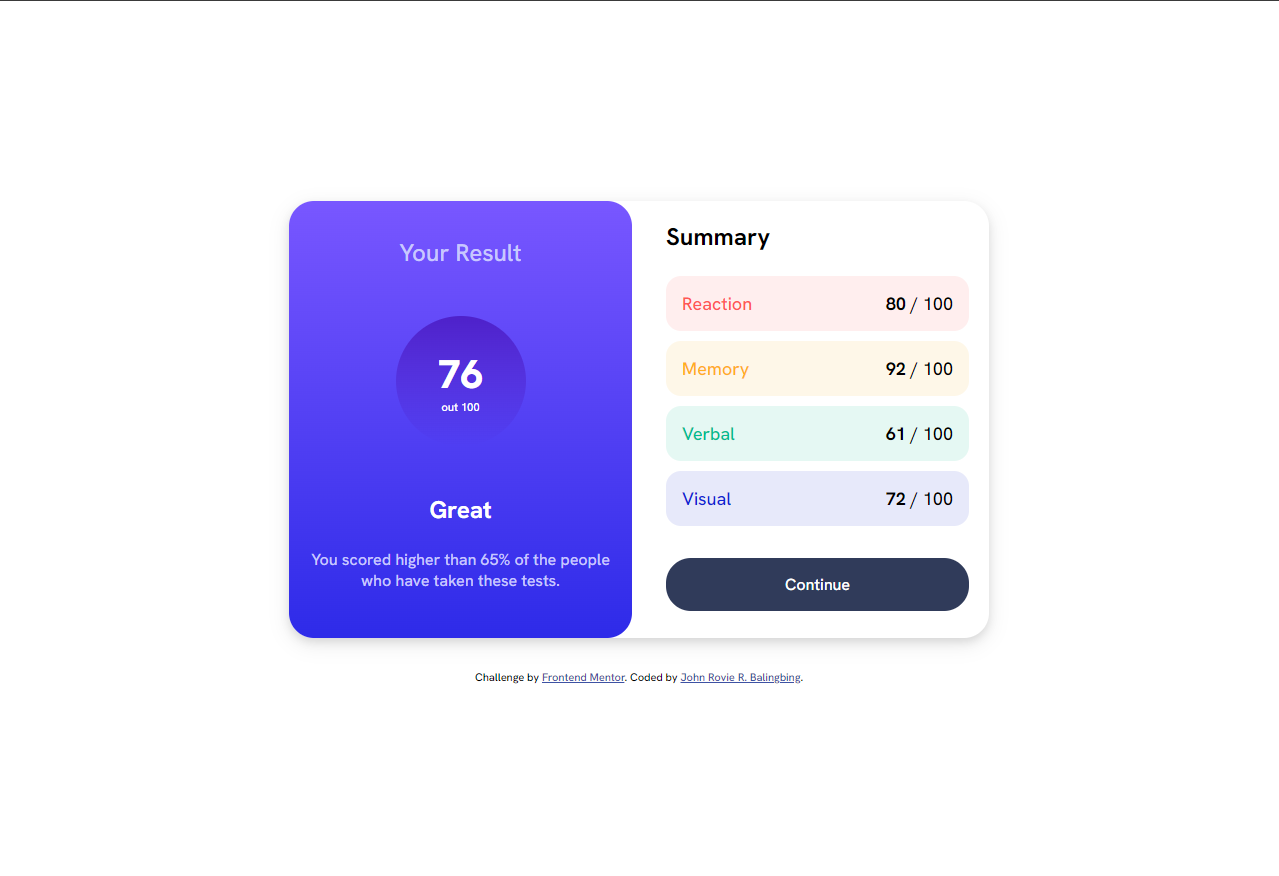 Your Result
76
out 100
Great
You scored higher than 65% of the people
who have taken these tests.
Summary
Reaction 80 / 100
Memory 92 / 100
Verbal 61 / 100
Visual 72 / 100
Continue
Challenge by Frontend Mentor. Coded by John Rovie R. Balingbing.